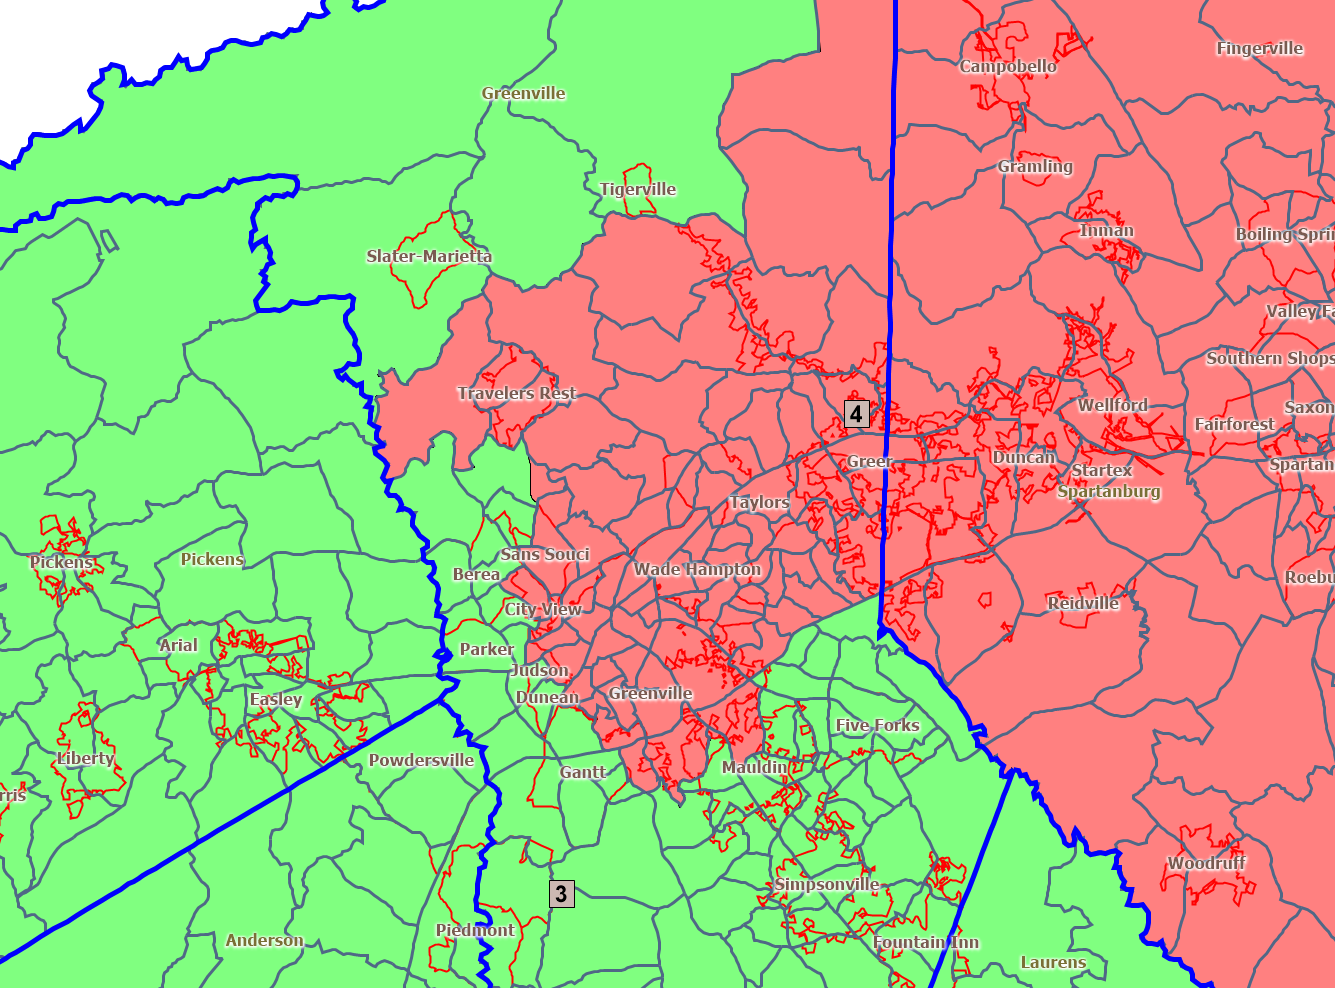 Fingerville
Campobello
Greenville
Gramling
Tigerville
Inman
Boiling Sprin
Slater-Marietta
Valley Fa
Southern Shops
Travelers Rest
Wellford
Saxon
4
Fairforest
Greer
Duncan
Startex
Spartan
Spartanburg
Taylors
Sans Souci
Pickens
Pickens
Wade Hampton
Berea
Roebu
City View
Reidville
Arial
Parker
Judson
Greenville
Dunean
Easley
Five Forks
Liberty
Powdersville
Gantt
Mauldin
rris
Woodruff
Simpsonville
3
Piedmont
Anderson
Fountain Inn
Laurens